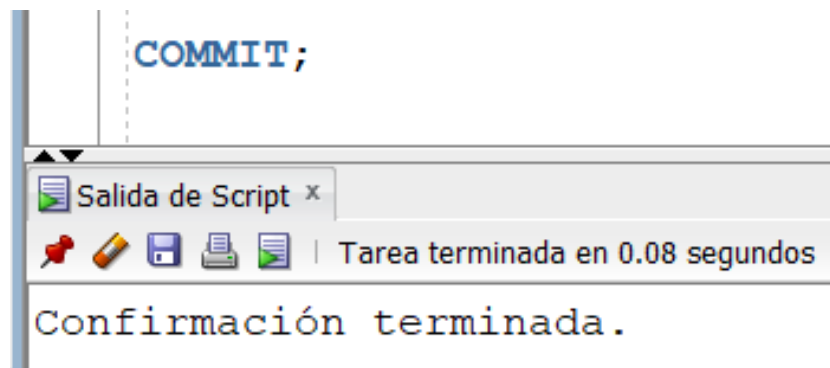 COMMIT;
Salida de Script x
Tarea terminada en 0.08 segundos
Confirmación terminada.